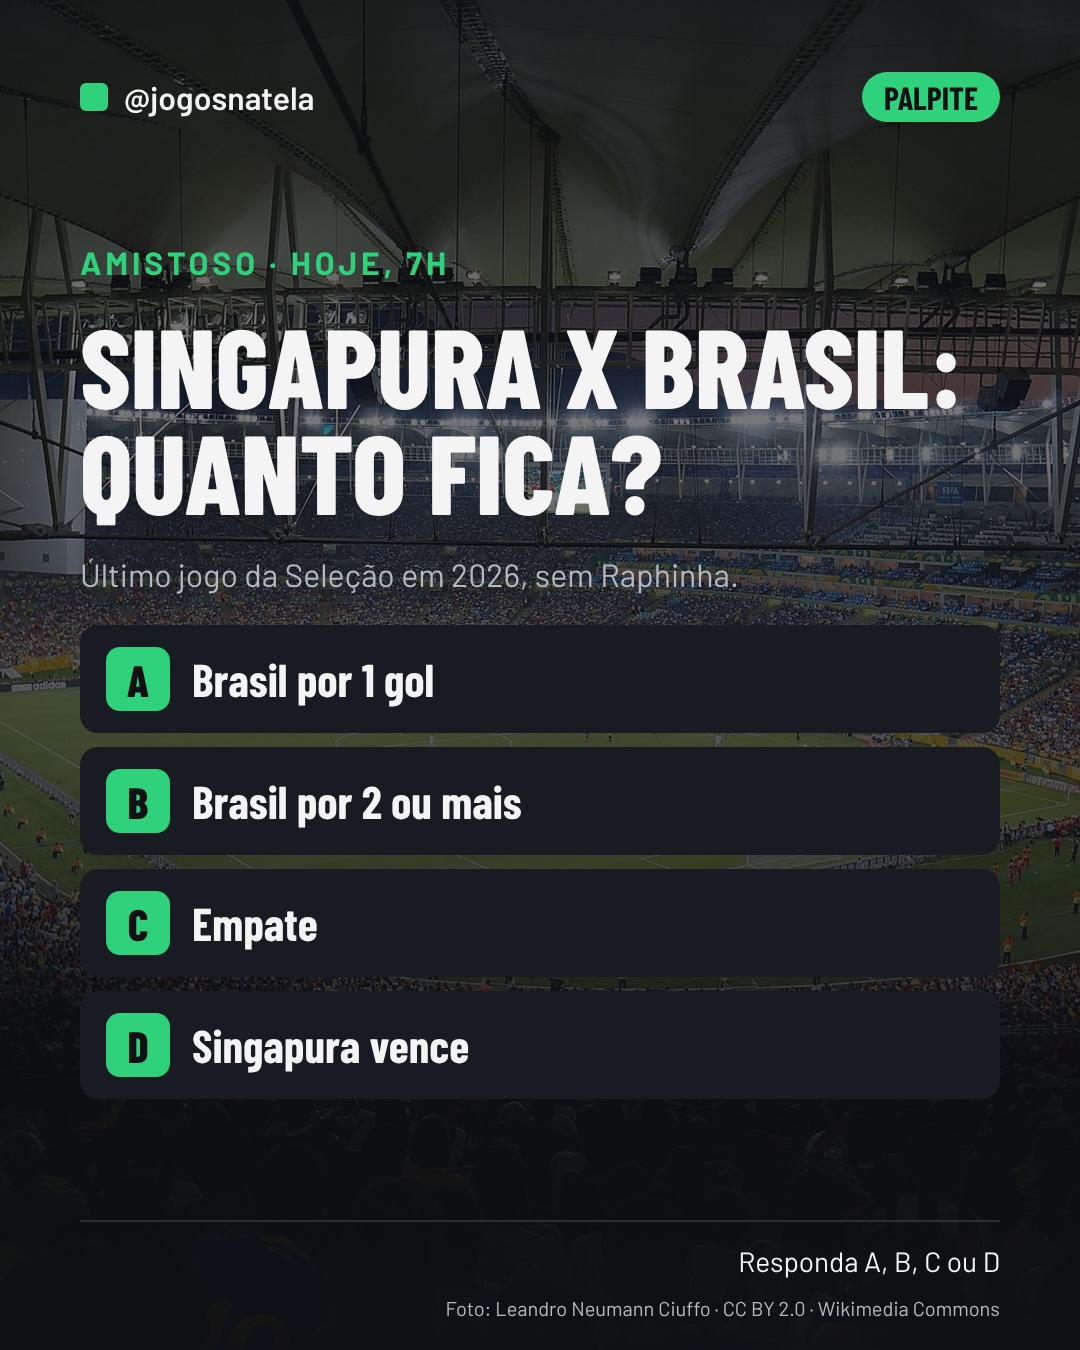 @jogosnatela
PALPITE
AMISTOSO · HOJE, 7H
SINGAPURA X BRASIL:
QUANTO FICA?
Último jogo da Seleção em 2026, sem Raphinha.
A Brasil por 1 gol
B Brasil por 2 ou mais
C Empate
D Singapura vence
FIFA
adidas
Responda A, B, C ou D
Foto: Leandro Neumann Ciuffo · CC BY 2.0 · Wikimedia Commons